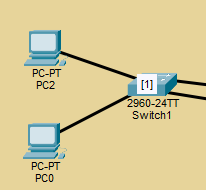 PC-PT
PC2
[1]
2960-24TT
Switch1
PC-PT
PC0